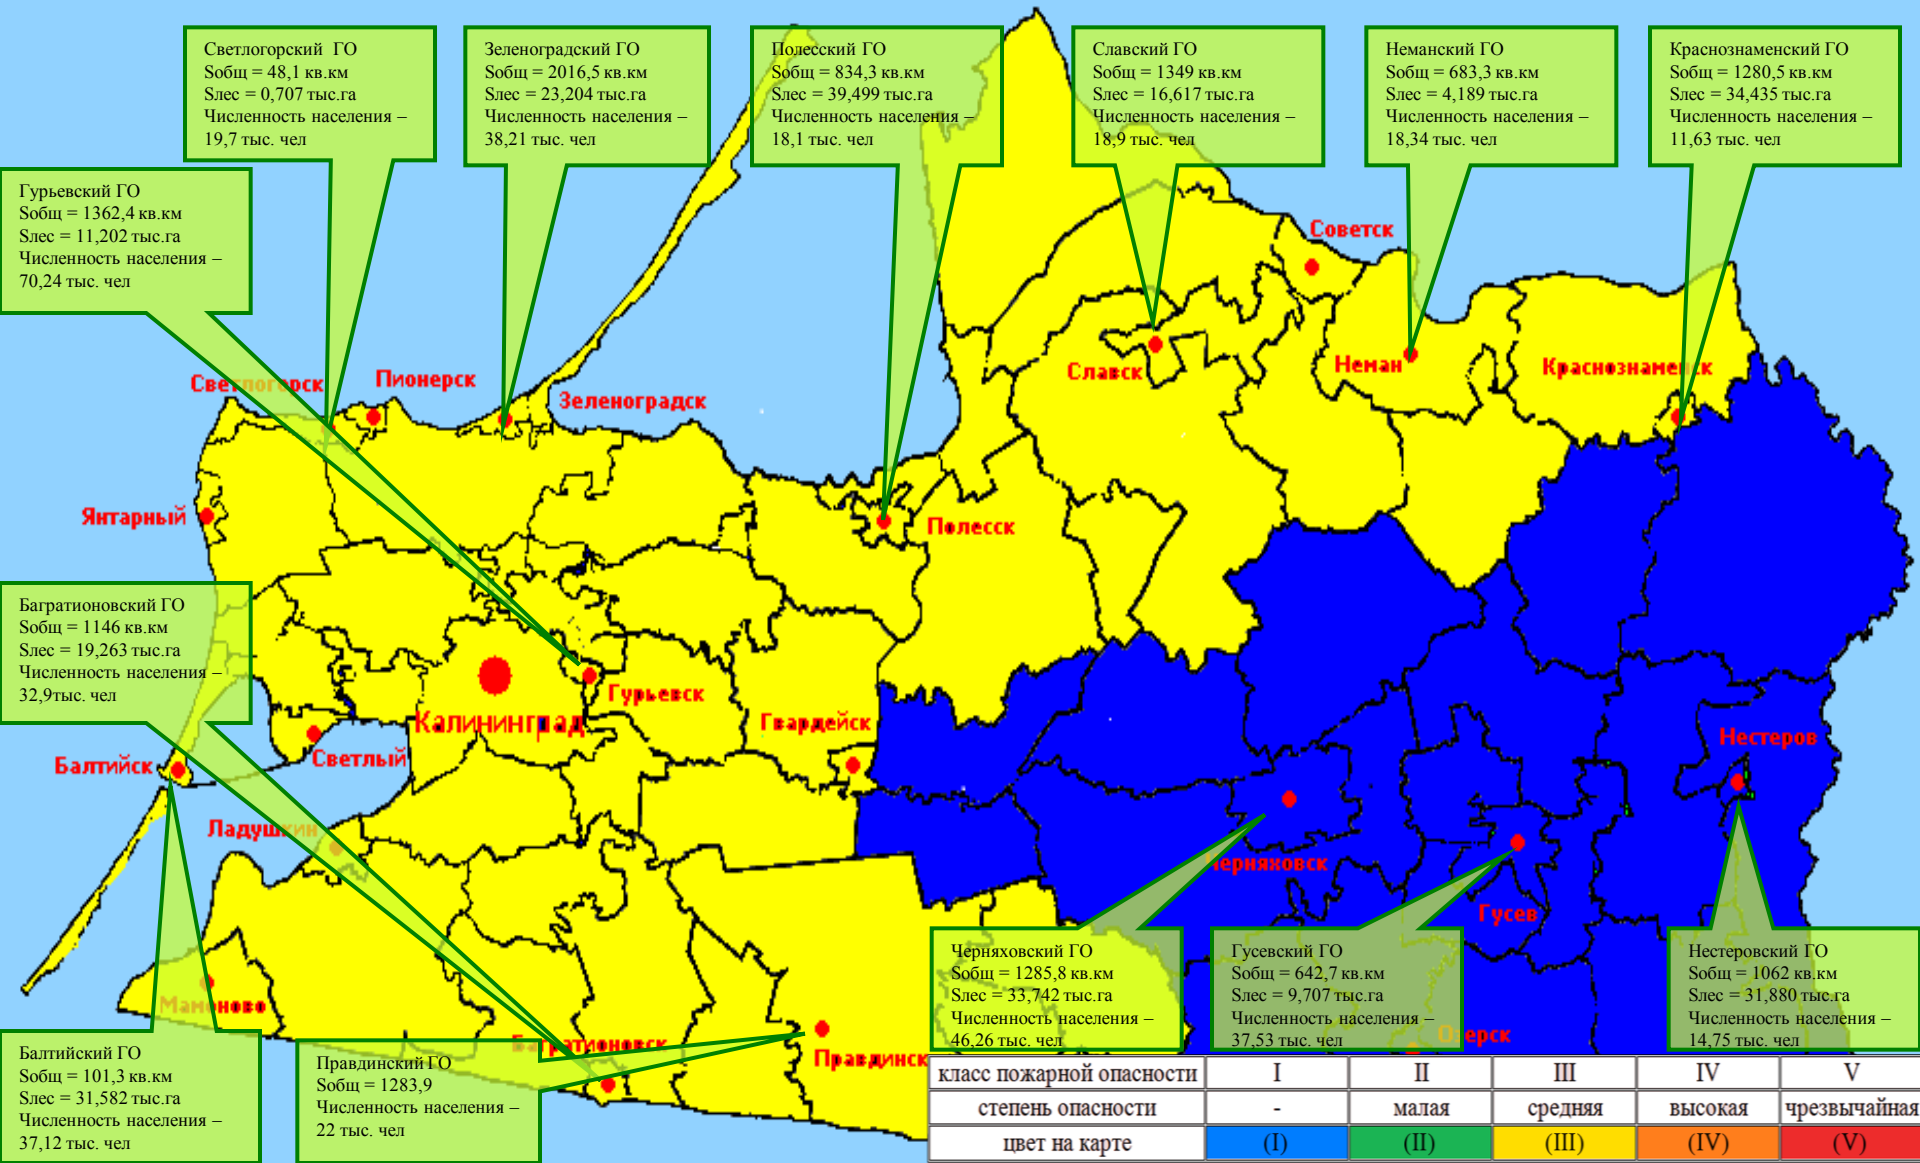 Светлогорский ГО
Sобщ = 48,1 кв.км
Sлес = 0,707 тыс.га
Численность населения –
19,7 тыс. чел
Зеленоградский ГО
Sобщ = 2016,5 кв.км
Sлес = 23,204 тыс.га
Численность населения –
38,21 тыс. чел
Полесский ГО
Sобщ = 834,3 кв.км
Sлес = 39,499 тыс.га
Численность населения –
18,1 тыс. чел
Славский ГО
Sобщ = 1349 кв.км
Sлес = 16,617 тыс.га
Численность населения –
18,9 тыс. чел
Неманский ГО
Sобщ = 683,3 кв.км
Sлес = 4,189 тыс.га
Численность населения –
18,34 тыс. чел
Краснознаменский ГО
Sобщ = 1280,5 кв.км
Sлес = 34,435 тыс.га
Численность населения –
11,63 тыс. чел
Гурьевский ГО
Sобщ = 1362,4 кв.км
Sлес = 11,202 тыс.га
Численность населения –
70,24 тыс. чел
Советск
Светлогорск
Пионерск
Зеленоградск
Славск
Неман
Краснознаменск
Янтарный
Полесск
Багратионовский ГО
Sобщ = 1146 кв.км
Sлес = 19,263 тыс.га
Численность населения –
32,9тыс. чел
Гурьевск
Калининград
Гвардейск
Нестеров
Светлый
Балтийск
Ладушкин
Черняховск
Гусев
Мамоново
Багратионовск
Правдинск
Озерск
Черняховский ГО
Sобщ = 1285,8 кв.км
Sлес = 33,742 тыс.га
Численность населения –
46,26 тыс. чел
Гусевский ГО
Sобщ = 642,7 кв.км
Sлес = 9,707 тыс.га
Численность населения –
37,53 тыс. чел
Нестеровский ГО
Sобщ = 1062 кв.км
Sлес = 31,880 тыс.га
Численность населения –
14,75 тыс. чел
Балтийский ГО
Sобщ = 101,3 кв.км
Sлес = 31,582 тыс.га
Численность населения –
37,12 тыс. чел
Правдинский ГО
Sобщ = 1283,9
Численность населения –
22 тыс. чел
класс пожарной опасности I II III IV V
степень опасности - малая средняя высокая чрезвычайная
цвет на карте (I) (II) (III) (IV) (V)